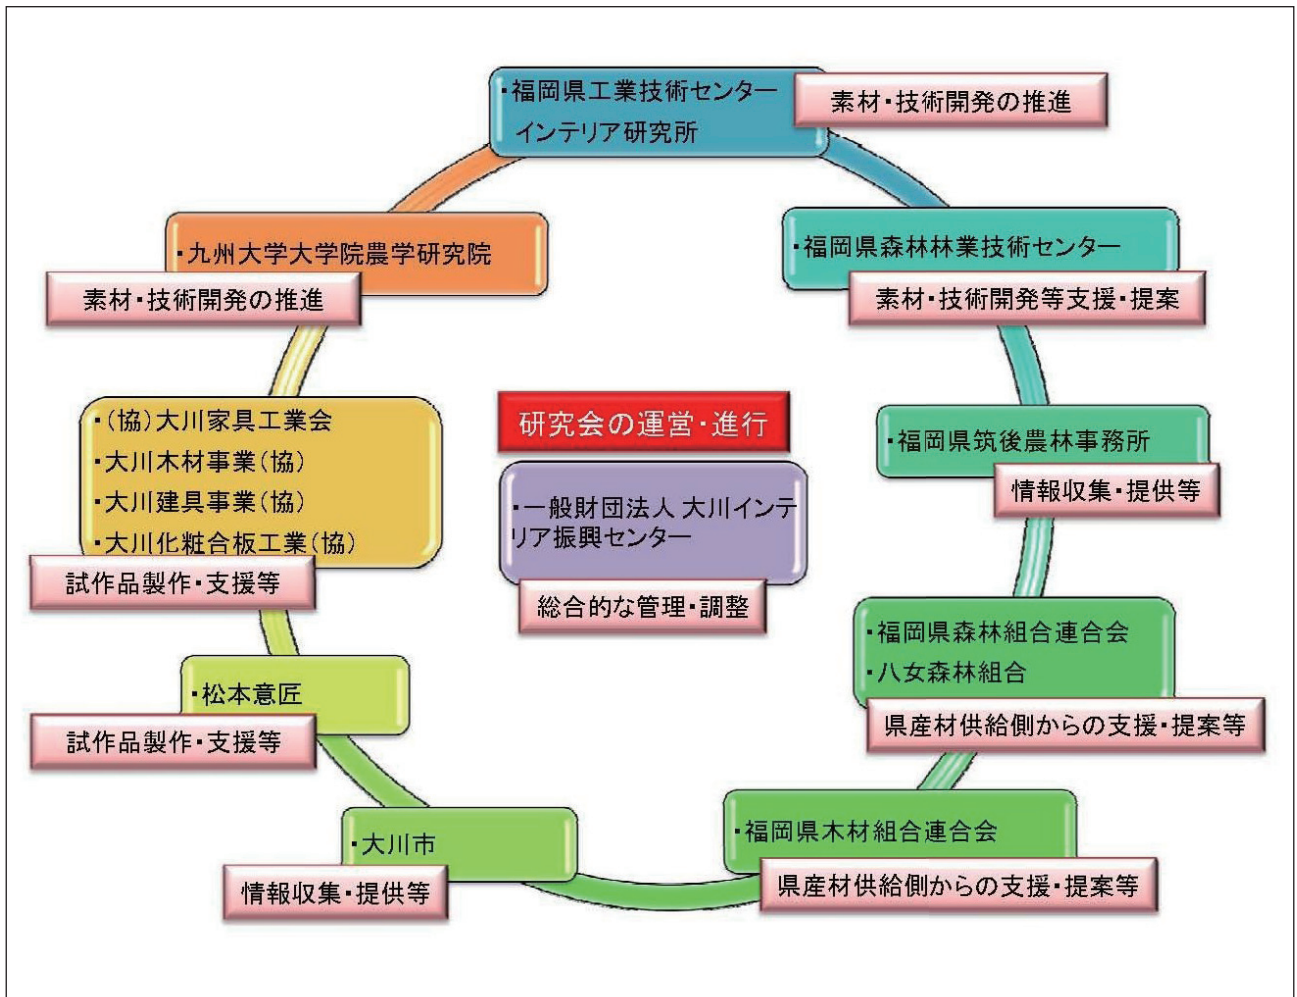 ・福岡県工業技術センター
インテリア研究所
素材・技術開発の推進
・福岡県森林林業技術センター
素材・技術開発等支援・提案
・福岡県筑後農林事務所
情報収集・提供等
・福岡県森林組合連合会
・八女森林組合
県産材供給側からの支援・提案等
・福岡県木材組合連合会
県産材供給側からの支援・提案等
・大川市
情報収集・提供等
・松本意匠
試作品製作・支援等
・(協)大川家具工業会
・大川木材事業(協)
・大川建具事業(協)
・大川化粧合板工業(協)
試作品製作・支援等
・九州大学大学院農学研究院
素材・技術開発の推進
研究会の運営・進行
・一般財団法人 大川インテ
リア振興センター
総合的な管理・調整